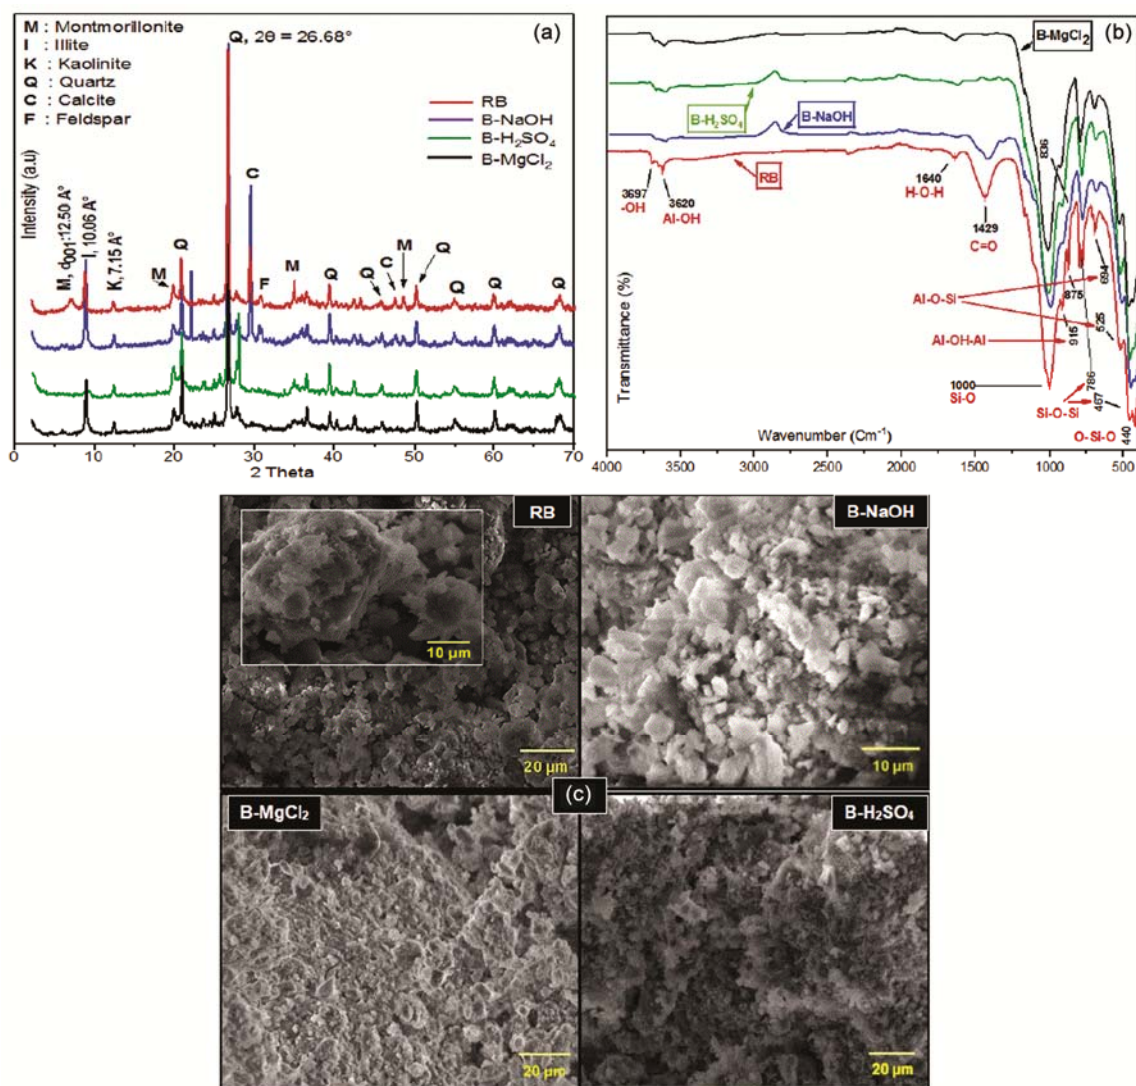 M : Montmorillonite
I : Illite
K : Kaolinite
Q : Quartz
C : Calcite
F : Feldspar
Q, 2θ = 26.68°
(a)
RB
B-NaOH
B-H₂SO₄
B-MgCl₂
Intensity (a.u)
M, d₀₀₁:12.50 A°
I, 10.06 A°
K, 7.15 A°
M
Q
C
F
M
Q
Q
C
M
Q
Q
Q
Q
0 10 20 30 40 50 60 70
2 Theta
(b)
B-MgCl₂
B-H₂SO₄
B-NaOH
RB
3697
-OH
3620
Al-OH
1640
H-O-H
1429
C=O
836
Al-O-Si
875
694
Al-OH-Al
915
525
1000
Si-O
786
Si-O-Si
467
O-Si-O
440
Transmittance (%)
Wavenumber (Cm⁻¹)
4000 3500 3000 2500 2000 1500 1000 500
RB
10 µm
20 µm
B-NaOH
10 µm
(c)
B-MgCl₂
20 µm
B-H₂SO₄
20 µm